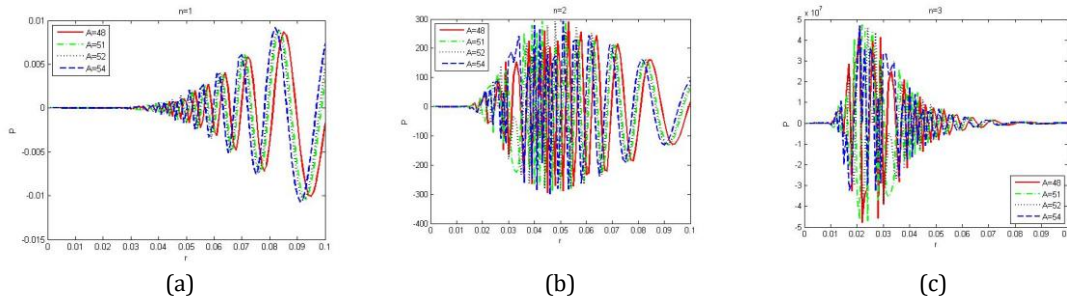 n=1
0.01
0.005
0
-0.005
-0.01
-0.015
P
0 0.01 0.02 0.03 0.04 0.05 0.06 0.07 0.08 0.09 0.1
r
A=48
A=51
A=52
A=54
(a)
n=2
300
200
100
0
-100
-200
-300
-400
P
0 0.01 0.02 0.03 0.04 0.05 0.06 0.07 0.08 0.09 0.1
r
A=48
A=51
A=52
A=54
(b)
n=3
x 10^7
5
4
3
2
1
0
-1
-2
-3
-4
-5
P
0 0.01 0.02 0.03 0.04 0.05 0.06 0.07 0.08 0.09 0.1
r
A=48
A=51
A=52
A=54
(c)